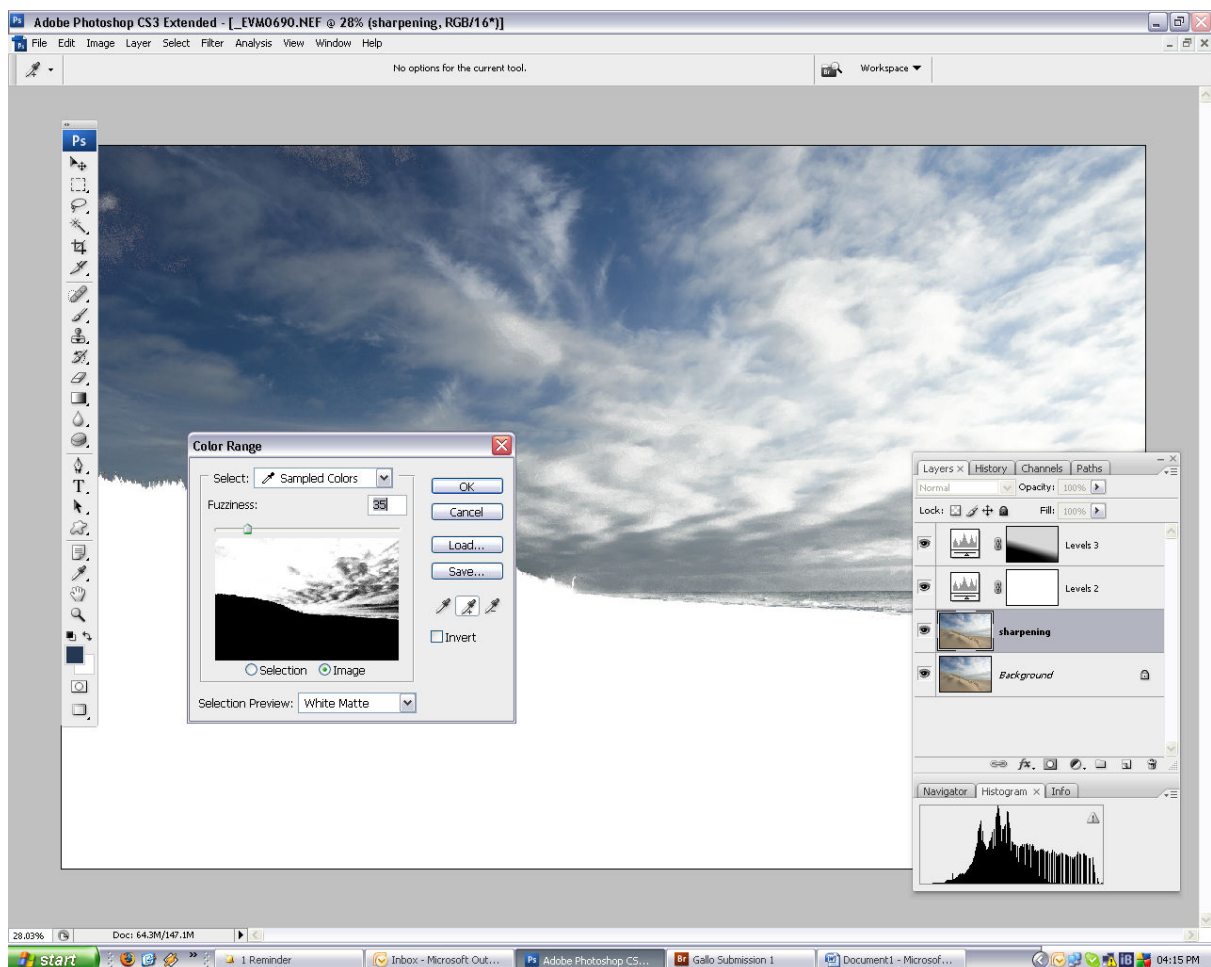 Ps Adobe Photoshop CS3 Extended - [_EVM0690.NEF @ 28% (sharpening, RGB/16*)]
File Edit Image Layer Select Filter Analysis View Window Help
No options for the current tool.
Workspace
Ps
Color Range
Select: Sampled Colors
Fuzziness: 35
OK
Cancel
Load...
Save...
Invert
Selection Image
Selection Preview: White Matte
Layers × History Channels Paths
Normal Opacity: 100%
Lock: Fill: 100%
Levels 3
Levels 2
sharpening
Background
Navigator Histogram × Info
28.03% Doc: 64.3M/147.1M
start 1 Reminder Inbox - Microsoft Out... Ps Adobe Photoshop CS... Br Gallo Submission 1 Document1 - Microsof... iB 04:15 PM